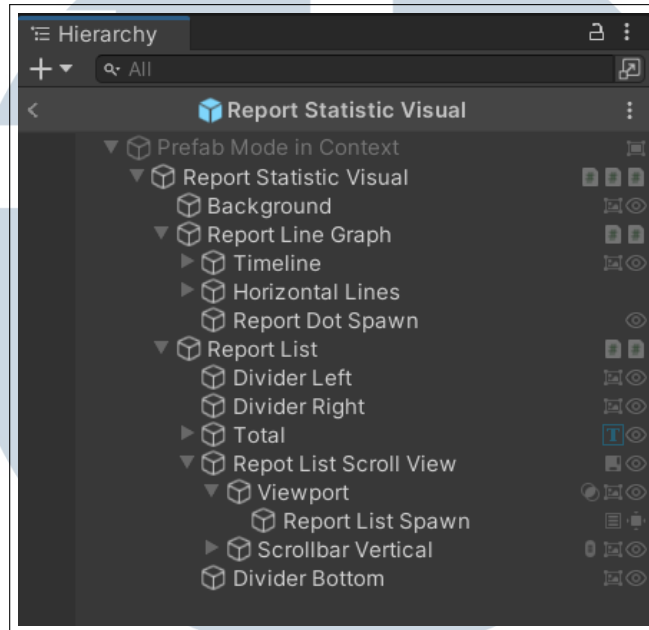 Hierarchy
All
Report Statistic Visual
Prefab Mode in Context
Report Statistic Visual
Background
Report Line Graph
Timeline
Horizontal Lines
Report Dot Spawn
Report List
Divider Left
Divider Right
Total
Repot List Scroll View
Viewport
Report List Spawn
Scrollbar Vertical
Divider Bottom